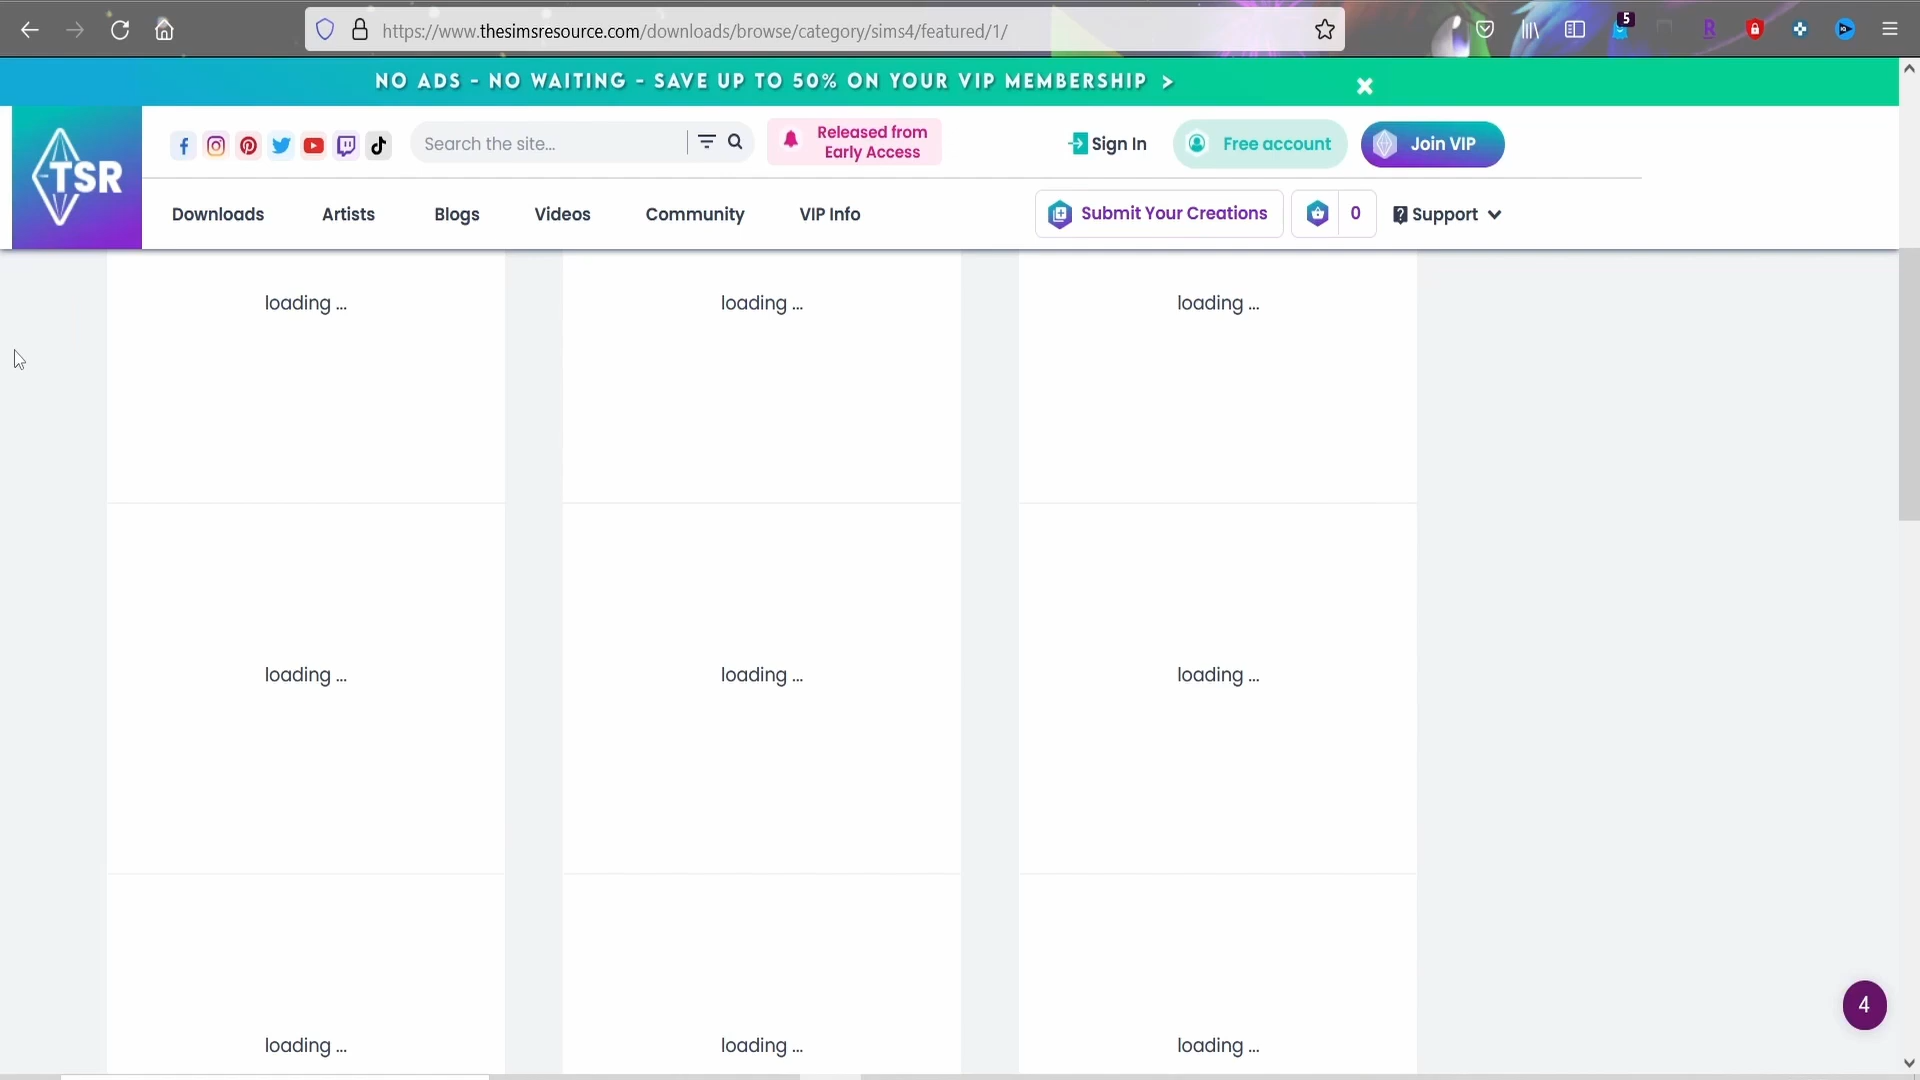 https://www.thesimsresource.com/downloads/browse/category/sims4/featured/1/
5
R
NO ADS - NO WAITING - SAVE UP TO 50% ON YOUR VIP MEMBERSHIP >
TSR
Search the site...
Released from
Early Access
Sign In
Free account
Join VIP
Downloads
Artists
Blogs
Videos
Community
VIP Info
Submit Your Creations
0
Support
loading ...
loading ...
loading ...
loading ...
loading ...
loading ...
loading ...
loading ...
loading ...
4